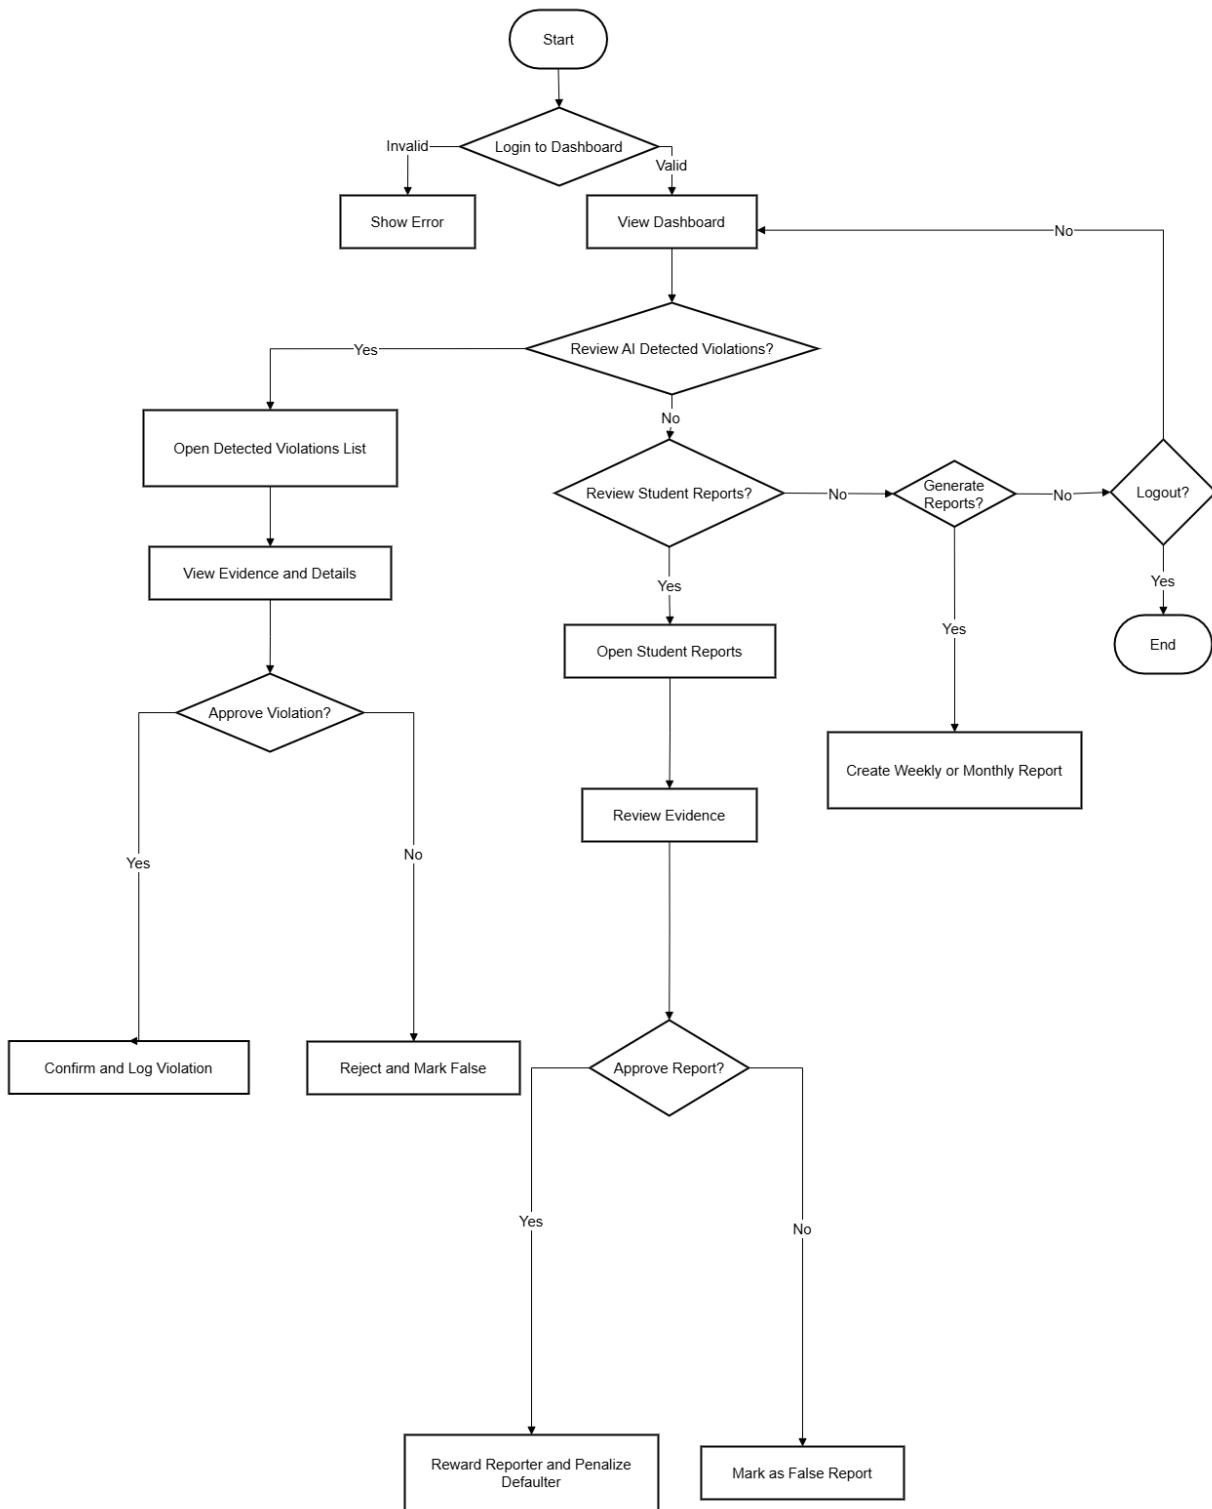 Start
Login to Dashboard
Invalid
Valid
Show Error
View Dashboard
No
Review AI Detected Violations?
Yes
No
Open Detected Violations List
Review Student Reports?
No
Generate
Reports?
No
Logout?
View Evidence and Details
Yes
Yes
Yes
Open Student Reports
End
Approve Violation?
Create Weekly or Monthly Report
Review Evidence
Yes
No
Confirm and Log Violation
Reject and Mark False
Approve Report?
Yes
No
Reward Reporter and Penalize
Defaulter
Mark as False Report